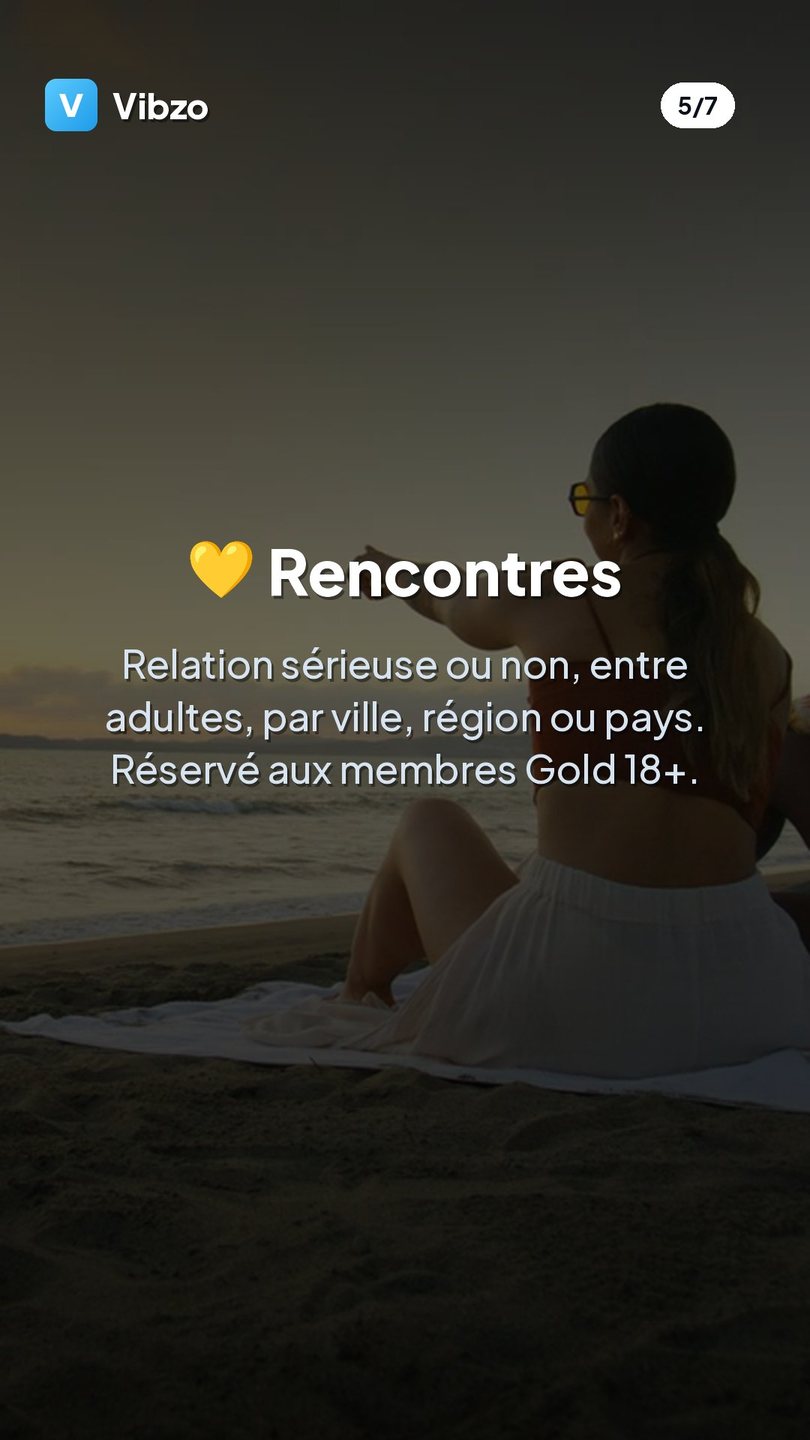 V Vibzo
5/7
💛 Rencontres
Relation sérieuse ou non, entre
adultes, par ville, région ou pays.
Réservé aux membres Gold 18+.